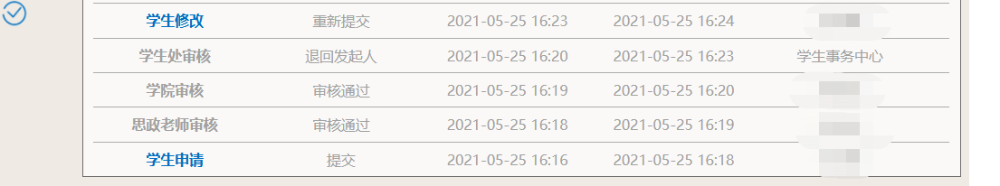 学生修改 重新提交 2021-05-25 16:23 2021-05-25 16:24
学生处审核 退回发起人 2021-05-25 16:20 2021-05-25 16:23 学生事务中心
学院审核 审核通过 2021-05-25 16:19 2021-05-25 16:20
思政老师审核 审核通过 2021-05-25 16:18 2021-05-25 16:19
学生申请 提交 2021-05-25 16:16 2021-05-25 16:18